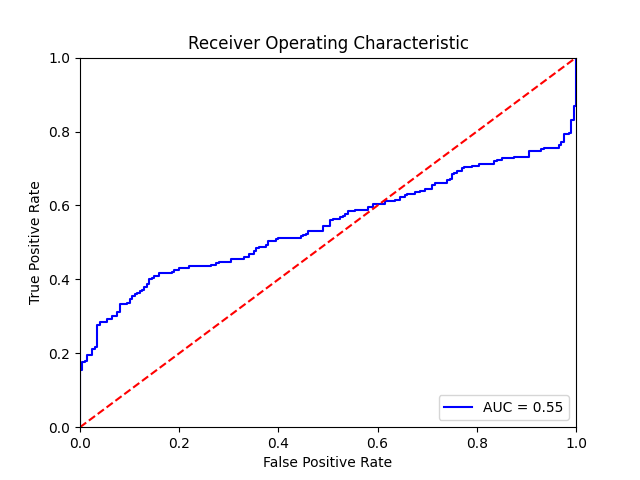 Receiver Operating Characteristic
True Positive Rate
1.0
0.8
0.6
0.4
0.2
0.0
AUC = 0.55
0.0 0.2 0.4 0.6 0.8 1.0
False Positive Rate